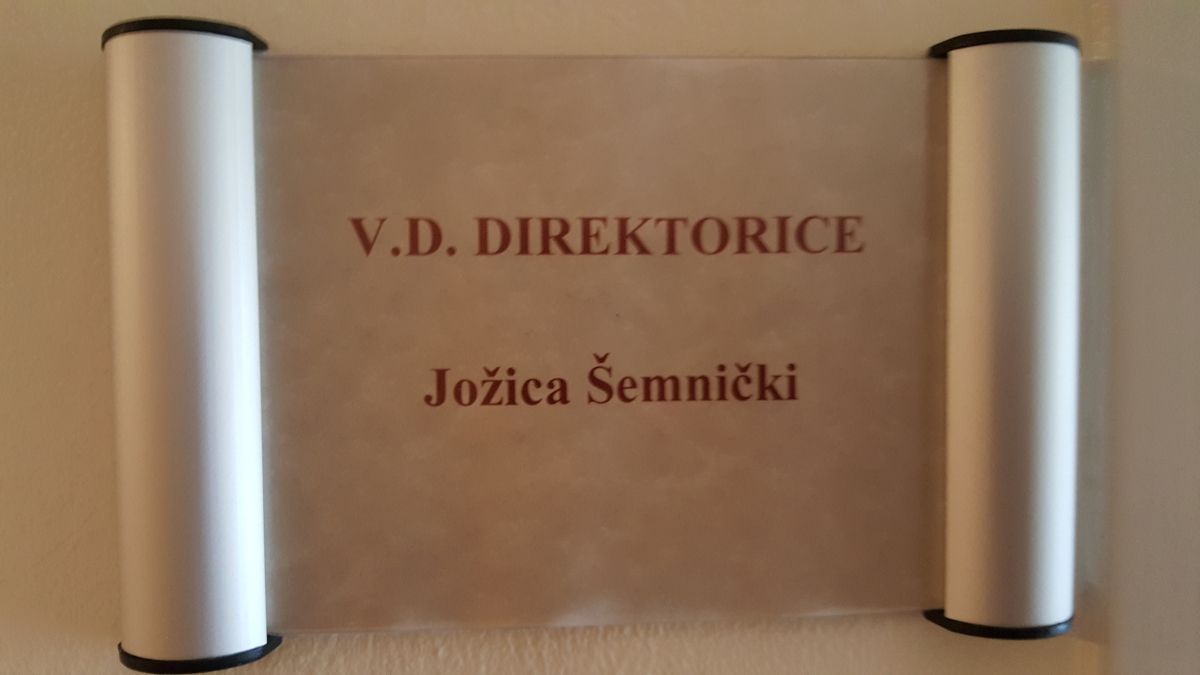 V.D. DIREKTORICE
Jožica Šemnički